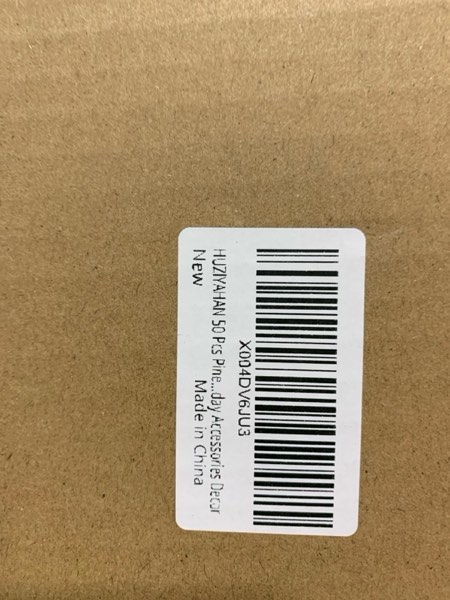 X004DV6JU3
HUZIYAHAN 50 Pcs Pine...day Accessories Decor
New
Made in China